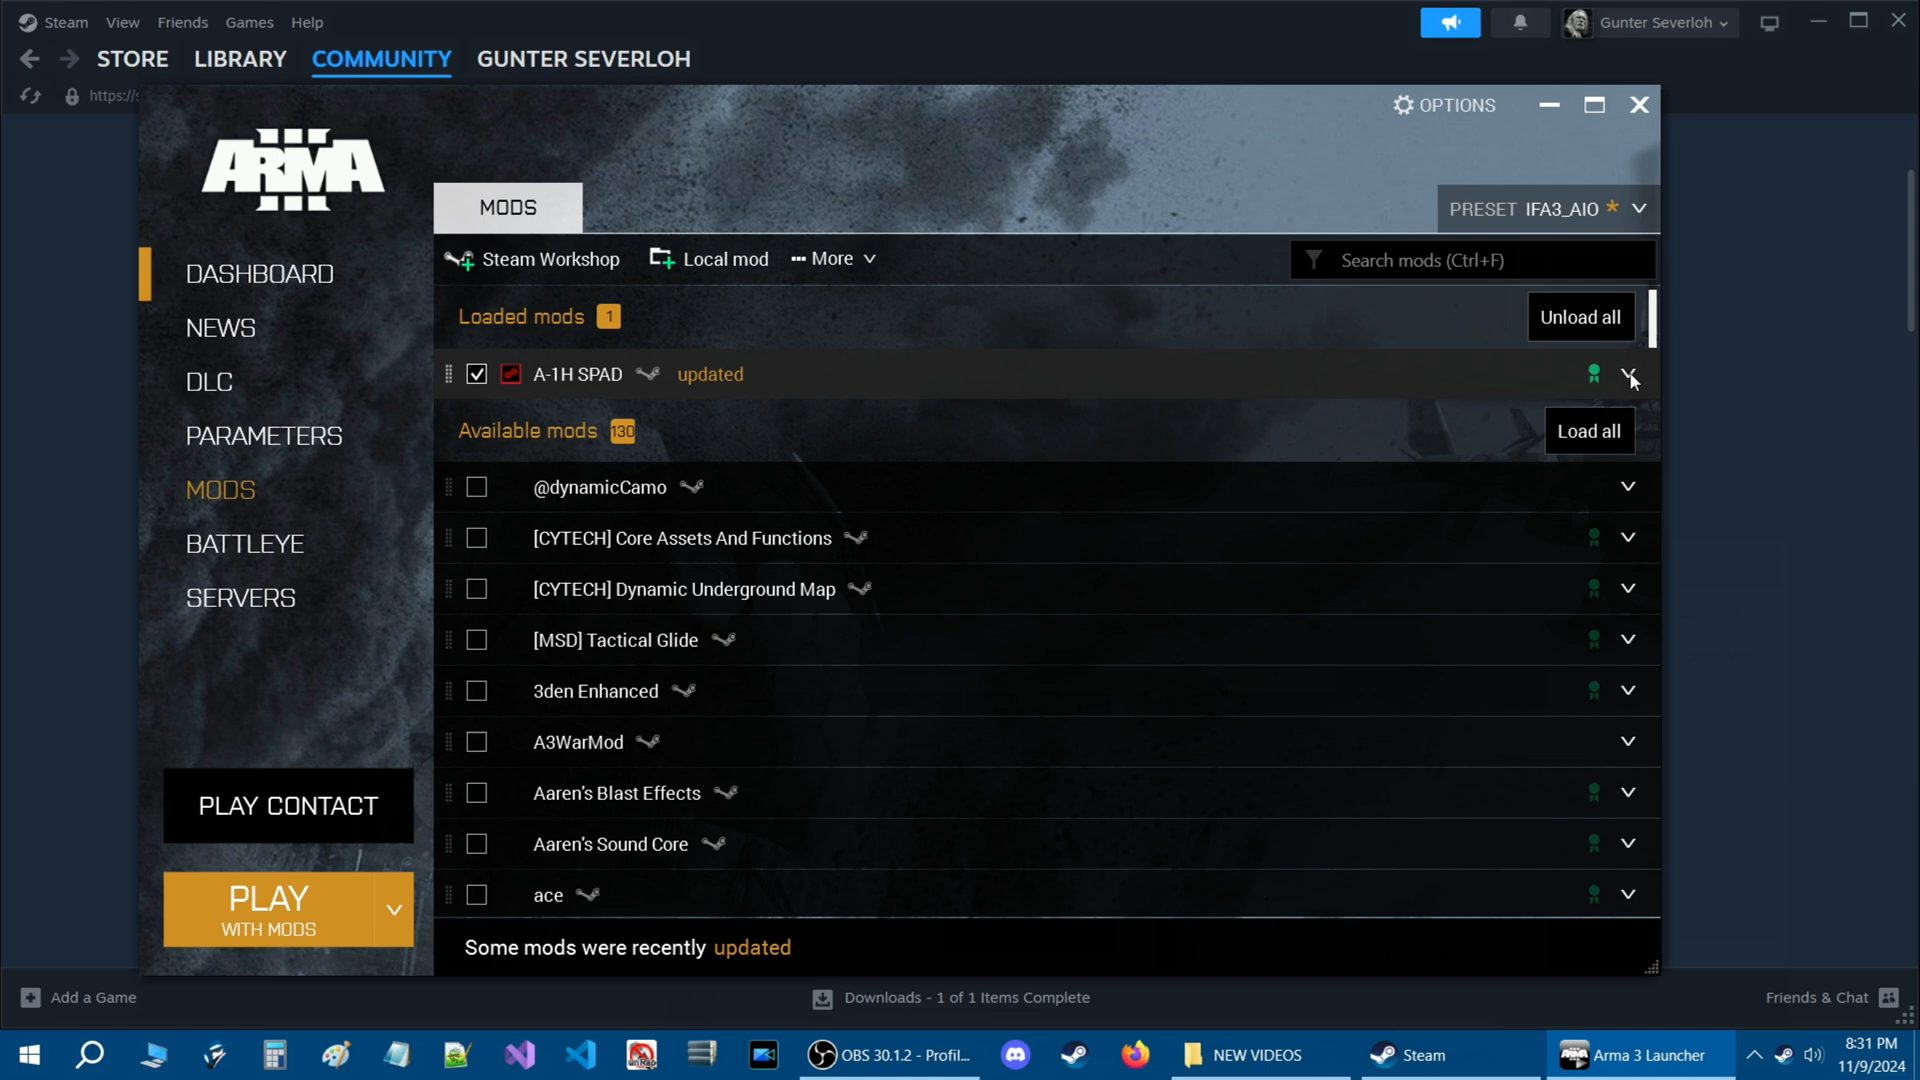 Steam View Friends Games Help
Gunter Severloh
STORE LIBRARY COMMUNITY GUNTER SEVERLOH
https://s
OPTIONS
ARMA III
MODS
PRESET IFA3_AIO *
Steam Workshop Local mod More
Search mods (Ctrl+F)
Loaded mods 1
Unload all
A-1H SPAD updated
Available mods 130
Load all
@dynamicCamo
[CYTECH] Core Assets And Functions
[CYTECH] Dynamic Underground Map
[MSD] Tactical Glide
3den Enhanced
A3WarMod
Aaren's Blast Effects
Aaren's Sound Core
ace
Some mods were recently updated
DASHBOARD
NEWS
DLC
PARAMETERS
MODS
BATTLEYE
SERVERS
PLAY CONTACT
PLAY
WITH MODS
Add a Game
Downloads - 1 of 1 Items Complete
Friends & Chat
OBS 30.1.2 - Profil...
NEW VIDEOS
Steam
Arma 3 Launcher
8:31 PM
11/9/2024